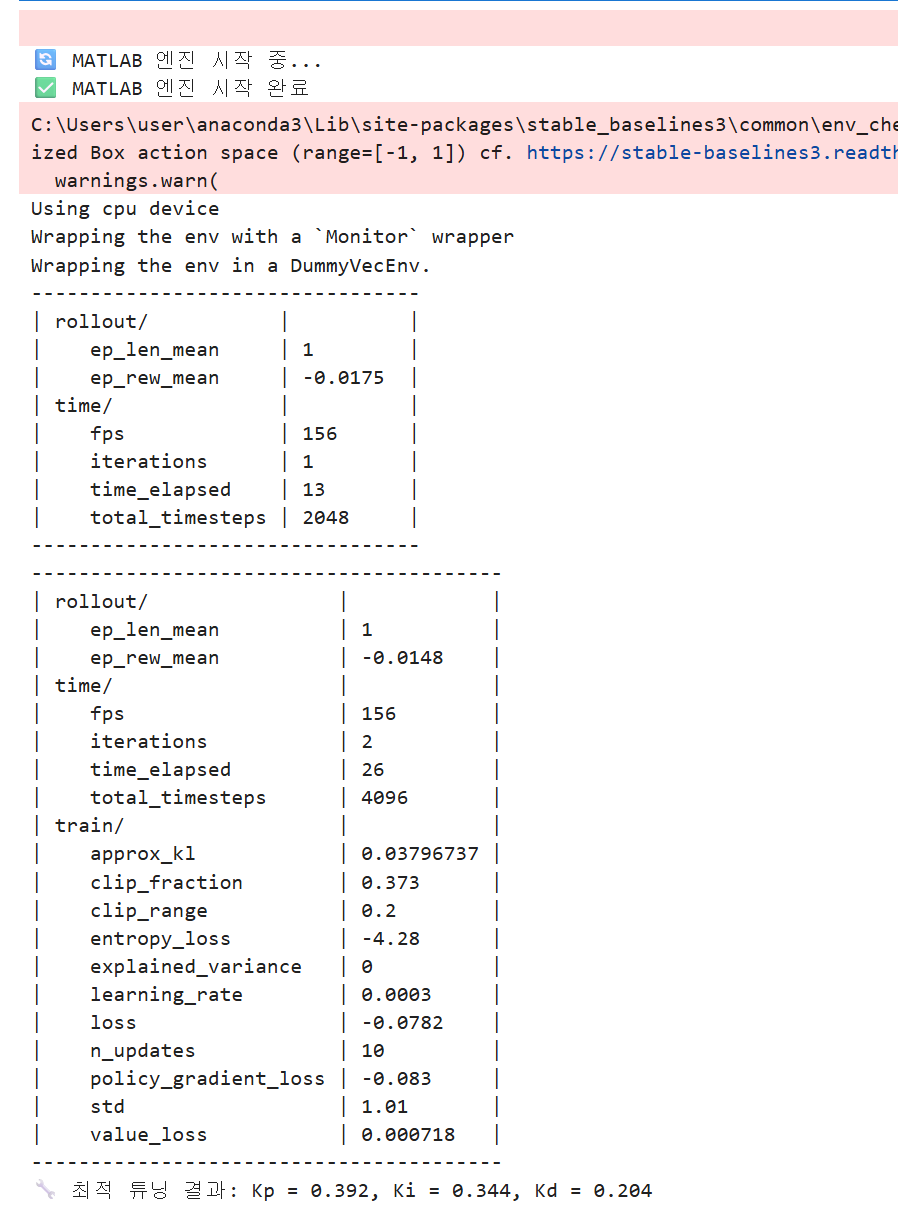 🔄 MATLAB 엔진 시작 중...
✅ MATLAB 엔진 시작 완료
C:\Users\user\anaconda3\Lib\site-packages\stable_baselines3\common\env_che
ized Box action space (range=[-1, 1]) cf. https://stable-baselines3.readth
  warnings.warn(
Using cpu device
Wrapping the env with a `Monitor` wrapper
Wrapping the env in a DummyVecEnv.
---------------------------------
| rollout/           |          |
|    ep_len_mean     | 1        |
|    ep_rew_mean     | -0.0175  |
| time/              |          |
|    fps             | 156      |
|    iterations      | 1        |
|    time_elapsed    | 13       |
|    total_timesteps | 2048     |
---------------------------------
----------------------------------------
| rollout/                |            |
|    ep_len_mean          | 1          |
|    ep_rew_mean          | -0.0148    |
| time/                   |            |
|    fps                  | 156        |
|    iterations           | 2          |
|    time_elapsed         | 26         |
|    total_timesteps      | 4096       |
| train/                  |            |
|    approx_kl            | 0.03796737 |
|    clip_fraction        | 0.373      |
|    clip_range           | 0.2        |
|    entropy_loss         | -4.28      |
|    explained_variance   | 0          |
|    learning_rate        | 0.0003     |
|    loss                 | -0.0782    |
|    n_updates            | 10         |
|    policy_gradient_loss | -0.083     |
|    std                  | 1.01       |
|    value_loss           | 0.000718   |
----------------------------------------
🔧 최적 튜닝 결과: Kp = 0.392, Ki = 0.344, Kd = 0.204